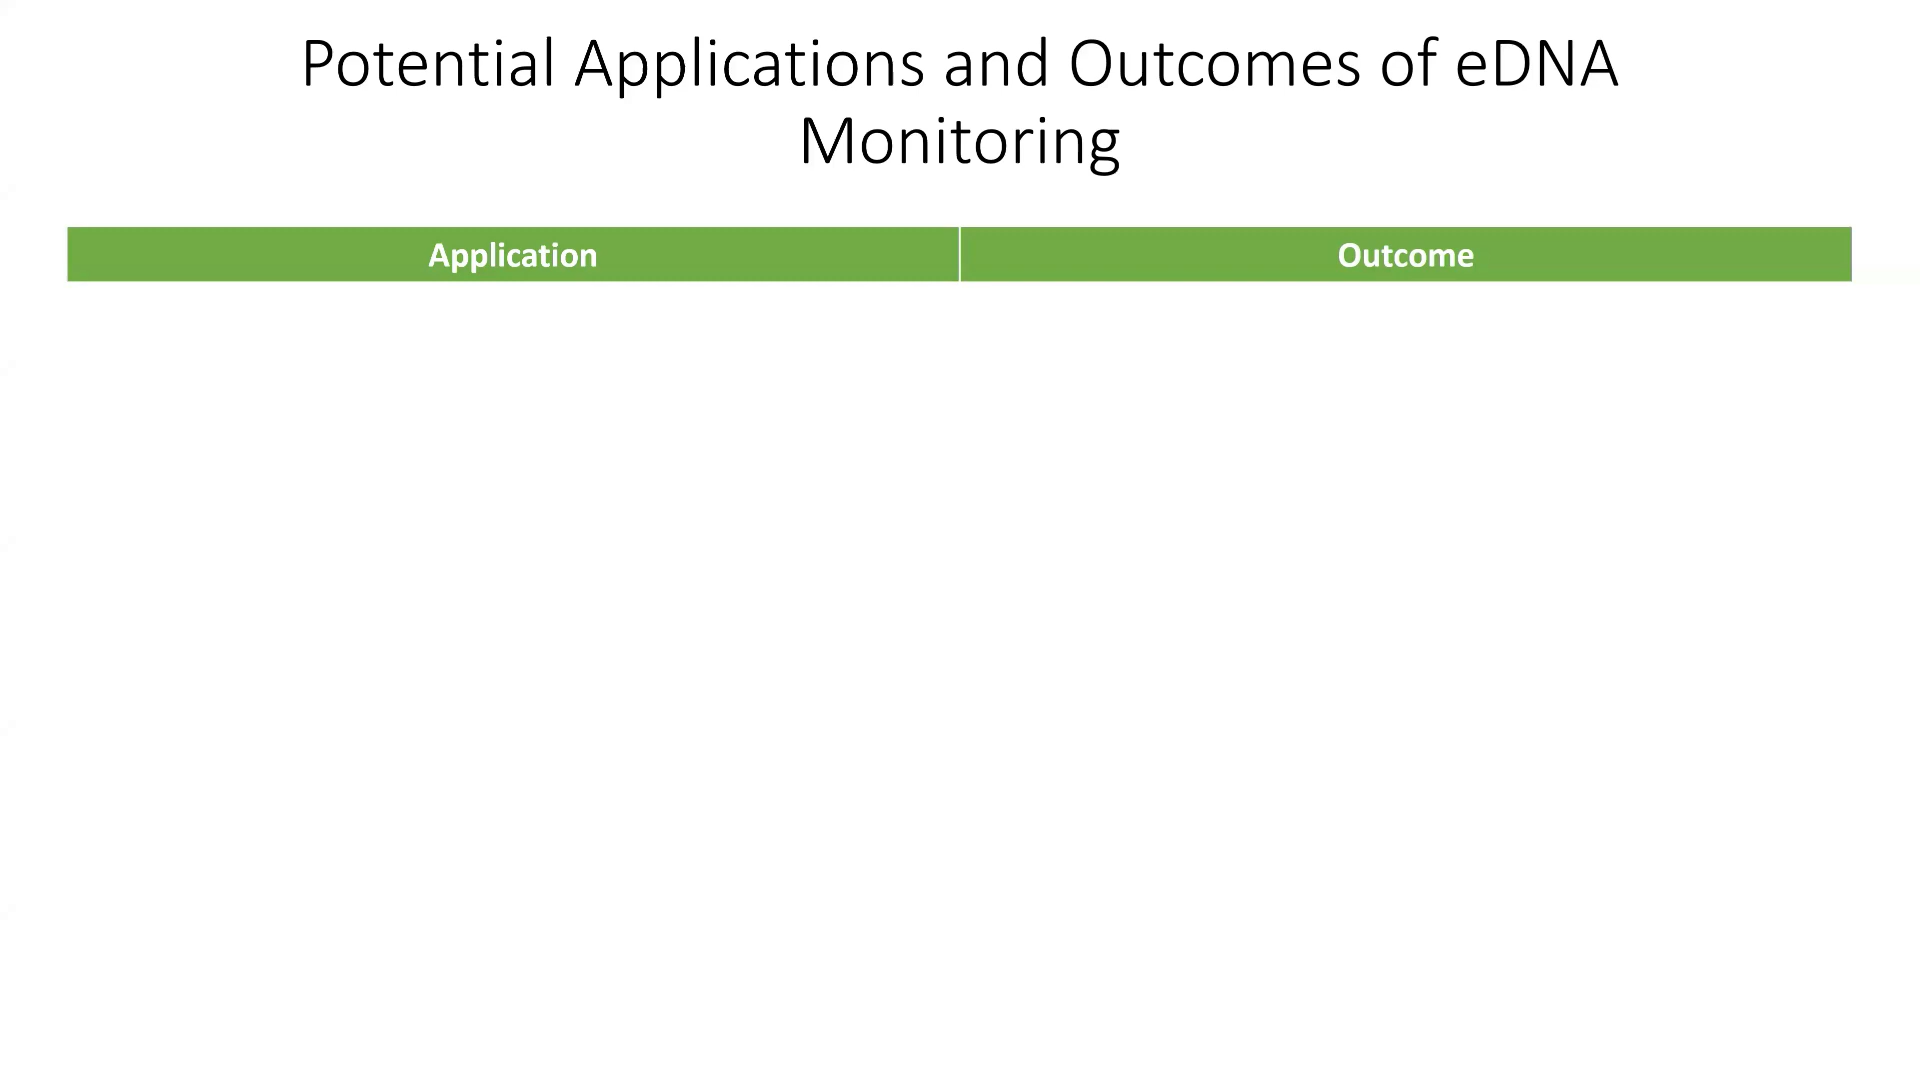 Potential Applications and Outcomes of eDNA
Monitoring
Application
Outcome